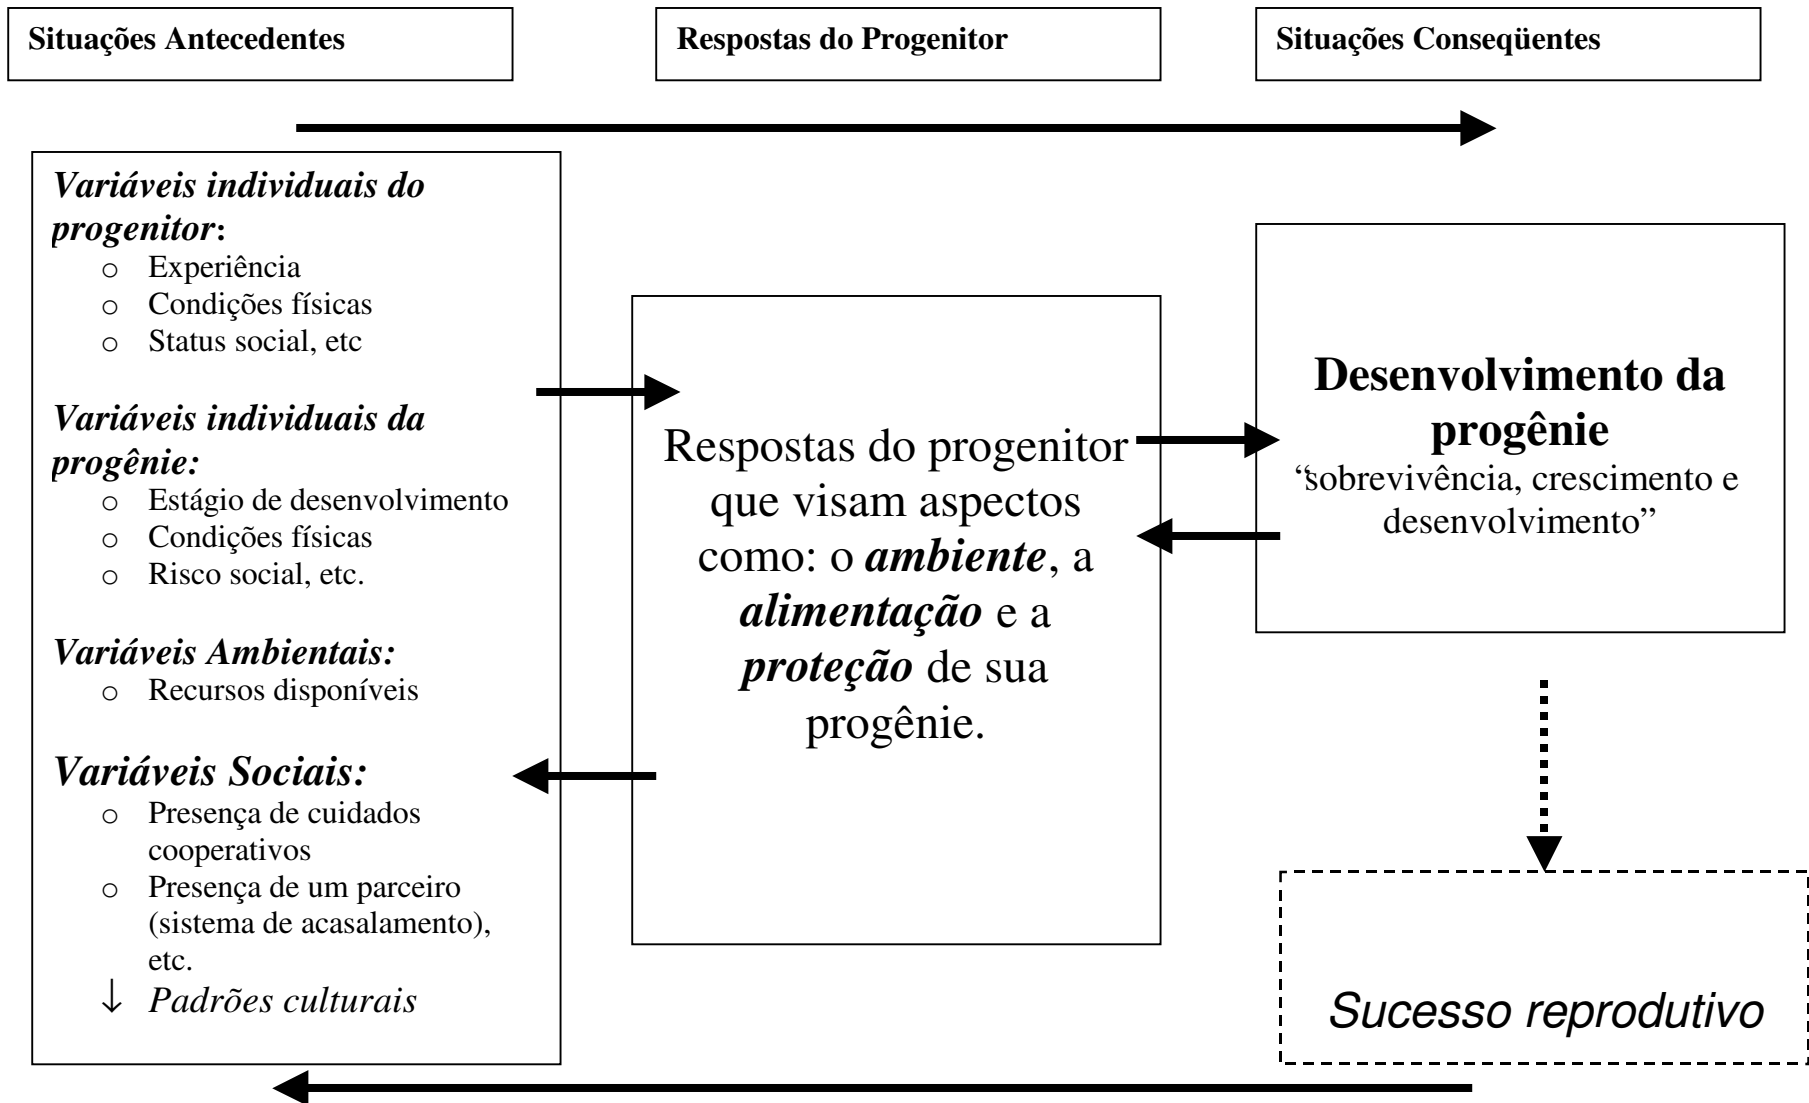 Situações Antecedentes
Respostas do Progenitor
Situações Conseqüentes
Variáveis individuais do
progenitor:
o Experiência
o Condições físicas
o Status social, etc
Variáveis individuais da
progênie:
o Estágio de desenvolvimento
o Condições físicas
o Risco social, etc.
Variáveis Ambientais:
o Recursos disponíveis
Variáveis Sociais:
o Presença de cuidados
cooperativos
o Presença de um parceiro
(sistema de acasalamento),
etc.
↓ Padrões culturais
Respostas do progenitor
que visam aspectos
como: o ambiente, a
alimentação e a
proteção de sua
progênie.
Desenvolvimento da
progênie
“sobrevivência, crescimento e
desenvolvimento”
Sucesso reprodutivo